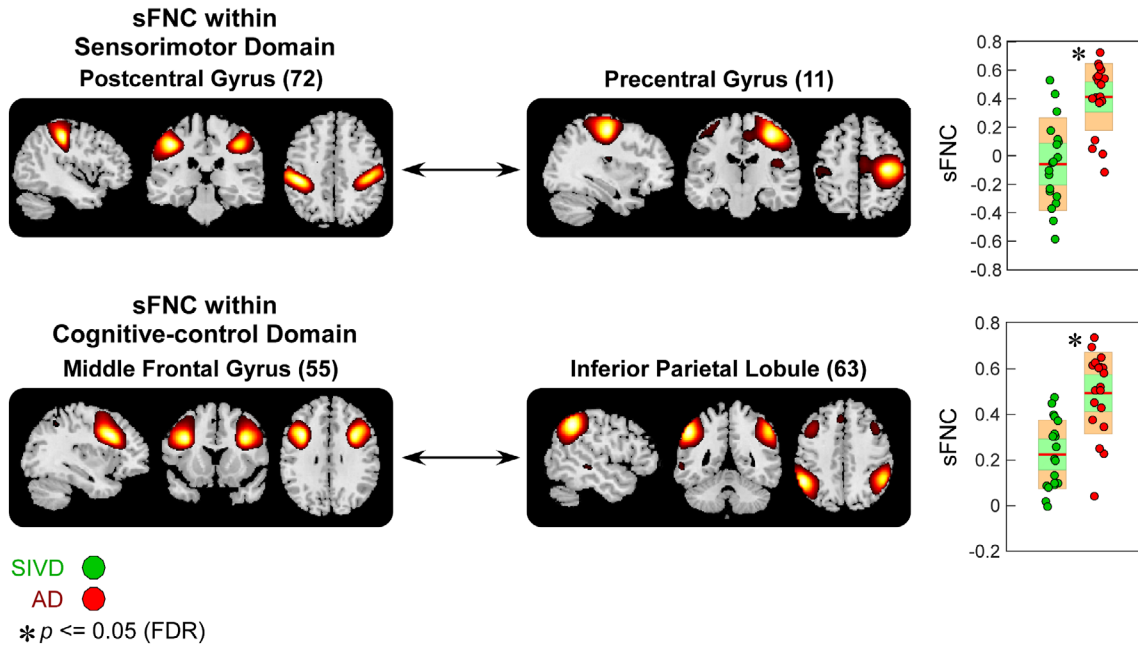 sFNC within
Sensorimotor Domain
Postcentral Gyrus (72)
Precentral Gyrus (11)
*
sFNC
0.8
0.6
0.4
0.2
0
-0.2
-0.4
-0.6
-0.8
sFNC within
Cognitive-control Domain
Middle Frontal Gyrus (55)
Inferior Parietal Lobule (63)
*
sFNC
0.8
0.6
0.4
0.2
0
-0.2
SIVD
AD
* p <= 0.05 (FDR)